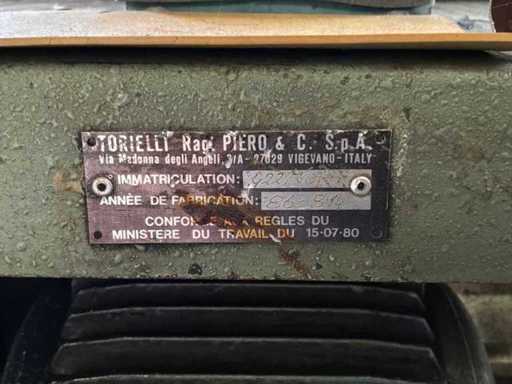 TORIELLI Rag. PIERO & C. S.p.A.
Via Madonna degli Angeli, 3/A - 27029 VIGEVANO - ITALY
IMMATRICULATION:
ANNÉE DE FABRICATION:
CONFORME AUX REGLES DU
MINISTERE DU TRAVAIL DU 15-07-80